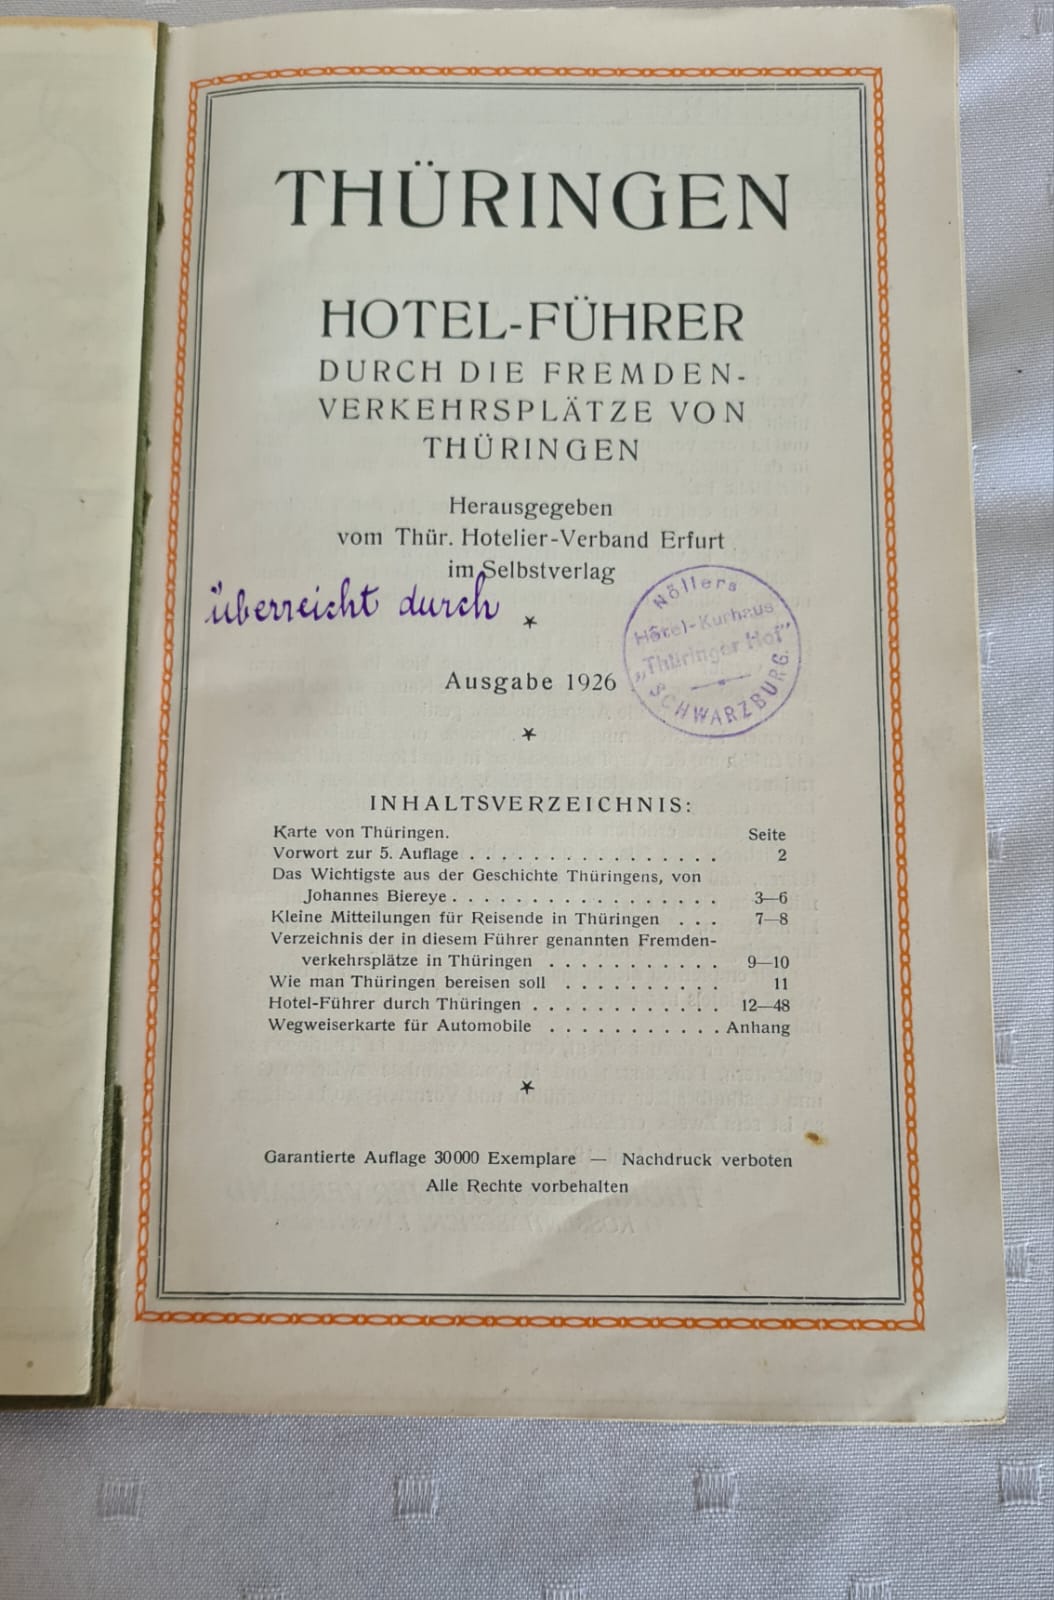 THÜRINGEN
HOTEL-FÜHRER
DURCH DIE FREMDEN-
VERKEHRSPLÄTZE VON
THÜRINGEN
Herausgegeben
vom Thür. Hotelier-Verband Erfurt
im Selbstverlag
überreicht durch
Nöllers
Hôtel-Kurhaus
„Thüringer Hof"
SCHWARZBURG.
Ausgabe 1926
INHALTSVERZEICHNIS:
Karte von Thüringen. Seite
Vorwort zur 5. Auflage . . . . . . . . . . . . . . . . 2
Das Wichtigste aus der Geschichte Thüringens, von
Johannes Biereye . . . . . . . . . . . . . . . . . 3—6
Kleine Mitteilungen für Reisende in Thüringen . . . 7—8
Verzeichnis der in diesem Führer genannten Fremden-
verkehrsplätze in Thüringen . . . . . . . . . . . 9—10
Wie man Thüringen bereisen soll . . . . . . . . . . 11
Hotel-Führer durch Thüringen . . . . . . . . . . . . 12—48
Wegweiserkarte für Automobile . . . . . . . . . . . Anhang
Garantierte Auflage 30000 Exemplare — Nachdruck verboten
Alle Rechte vorbehalten